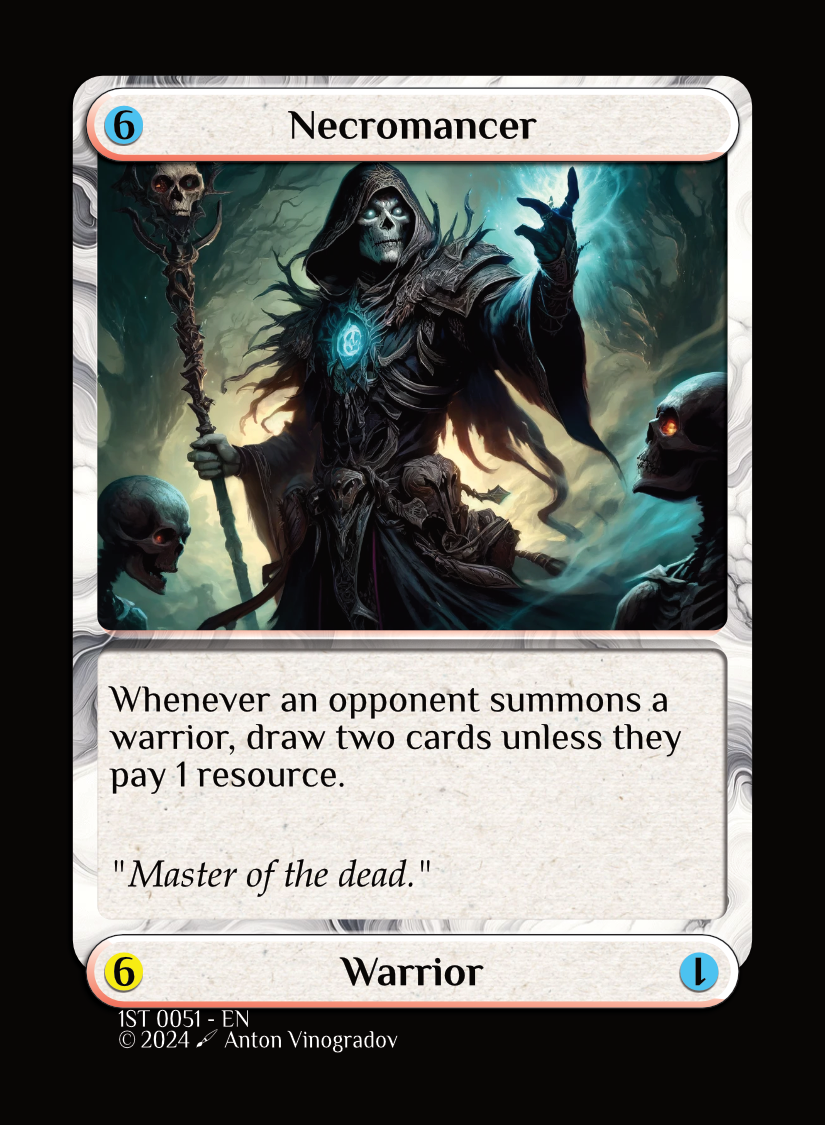 6 Necromancer
Whenever an opponent summons a
warrior, draw two cards unless they
pay 1 resource.
"Master of the dead."
6 Warrior 1
1ST 0051 - EN
© 2024 Anton Vinogradov